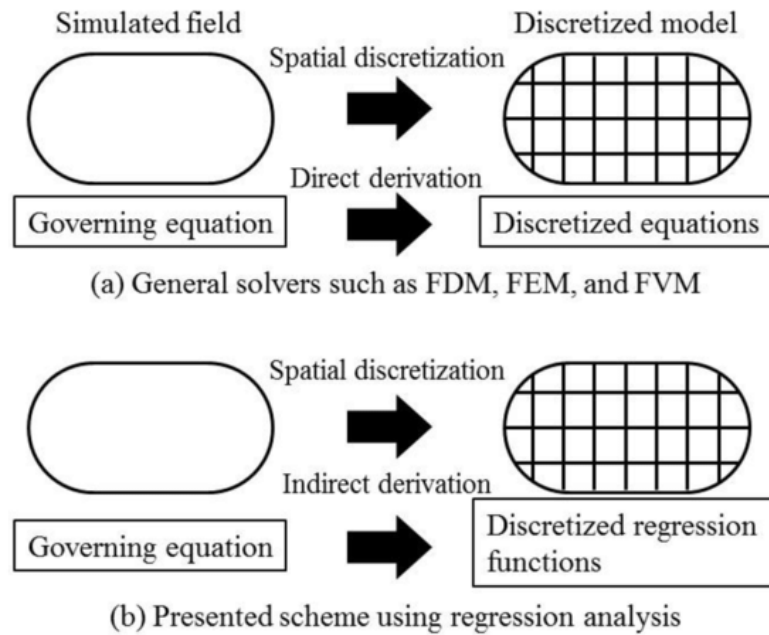 Simulated field
Discretized model
Spatial discretization
Direct derivation
Governing equation
Discretized equations
(a) General solvers such as FDM, FEM, and FVM
Spatial discretization
Indirect derivation
Governing equation
Discretized regression
functions
(b) Presented scheme using regression analysis